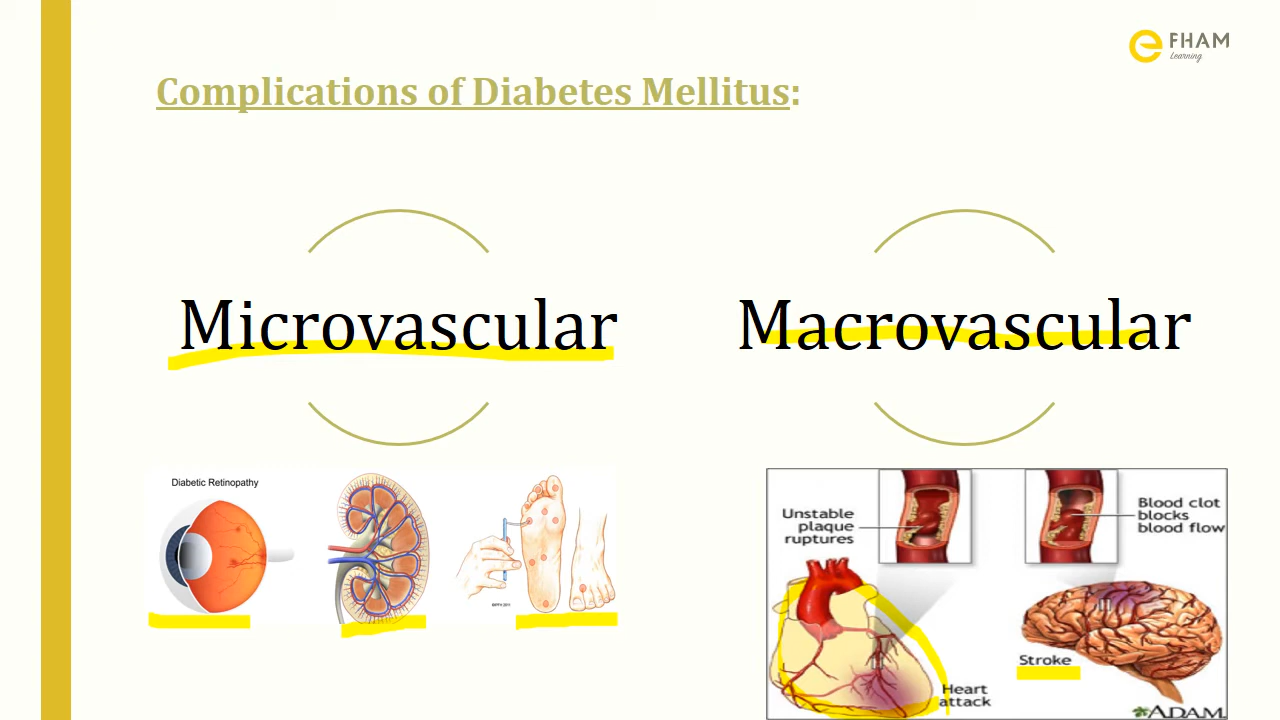 e FHAM
Learning
Complications of Diabetes Mellitus:
Microvascular
Macrovascular
Diabetic Retinopathy
Unstable
plaque
ruptures
Blood clot
blocks
blood flow
Stroke
Heart
attack
ADAM